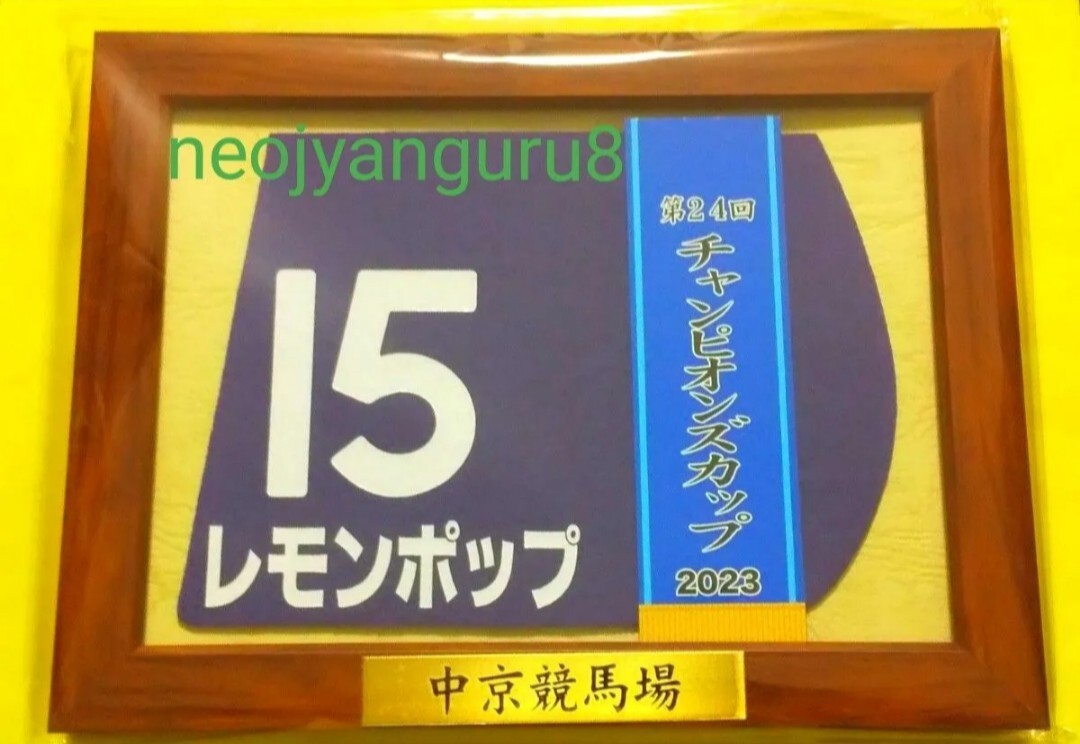 neojyanguru8
第24回
チャンピオンズカップ
2023
15
レモンポップ
中京競馬場